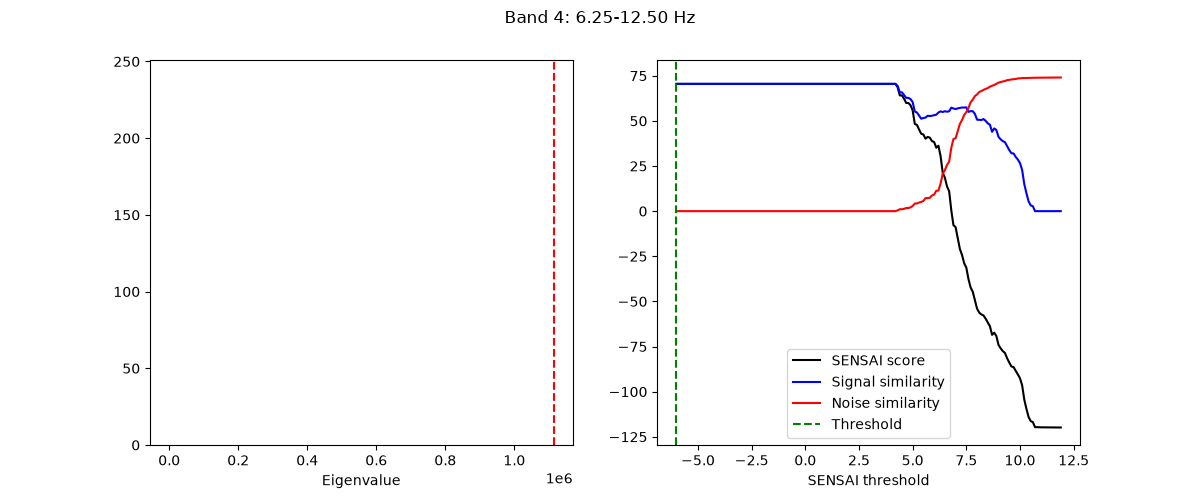 Band 4: 6.25-12.50 Hz
250
200
150
100
50
0
0.0 0.2 0.4 0.6 0.8 1.0
1e6
Eigenvalue
75
50
25
0
−25
−50
−75
−100
−125
SENSAI score
Signal similarity
Noise similarity
Threshold
−5.0 −2.5 0.0 2.5 5.0 7.5 10.0 12.5
SENSAI threshold